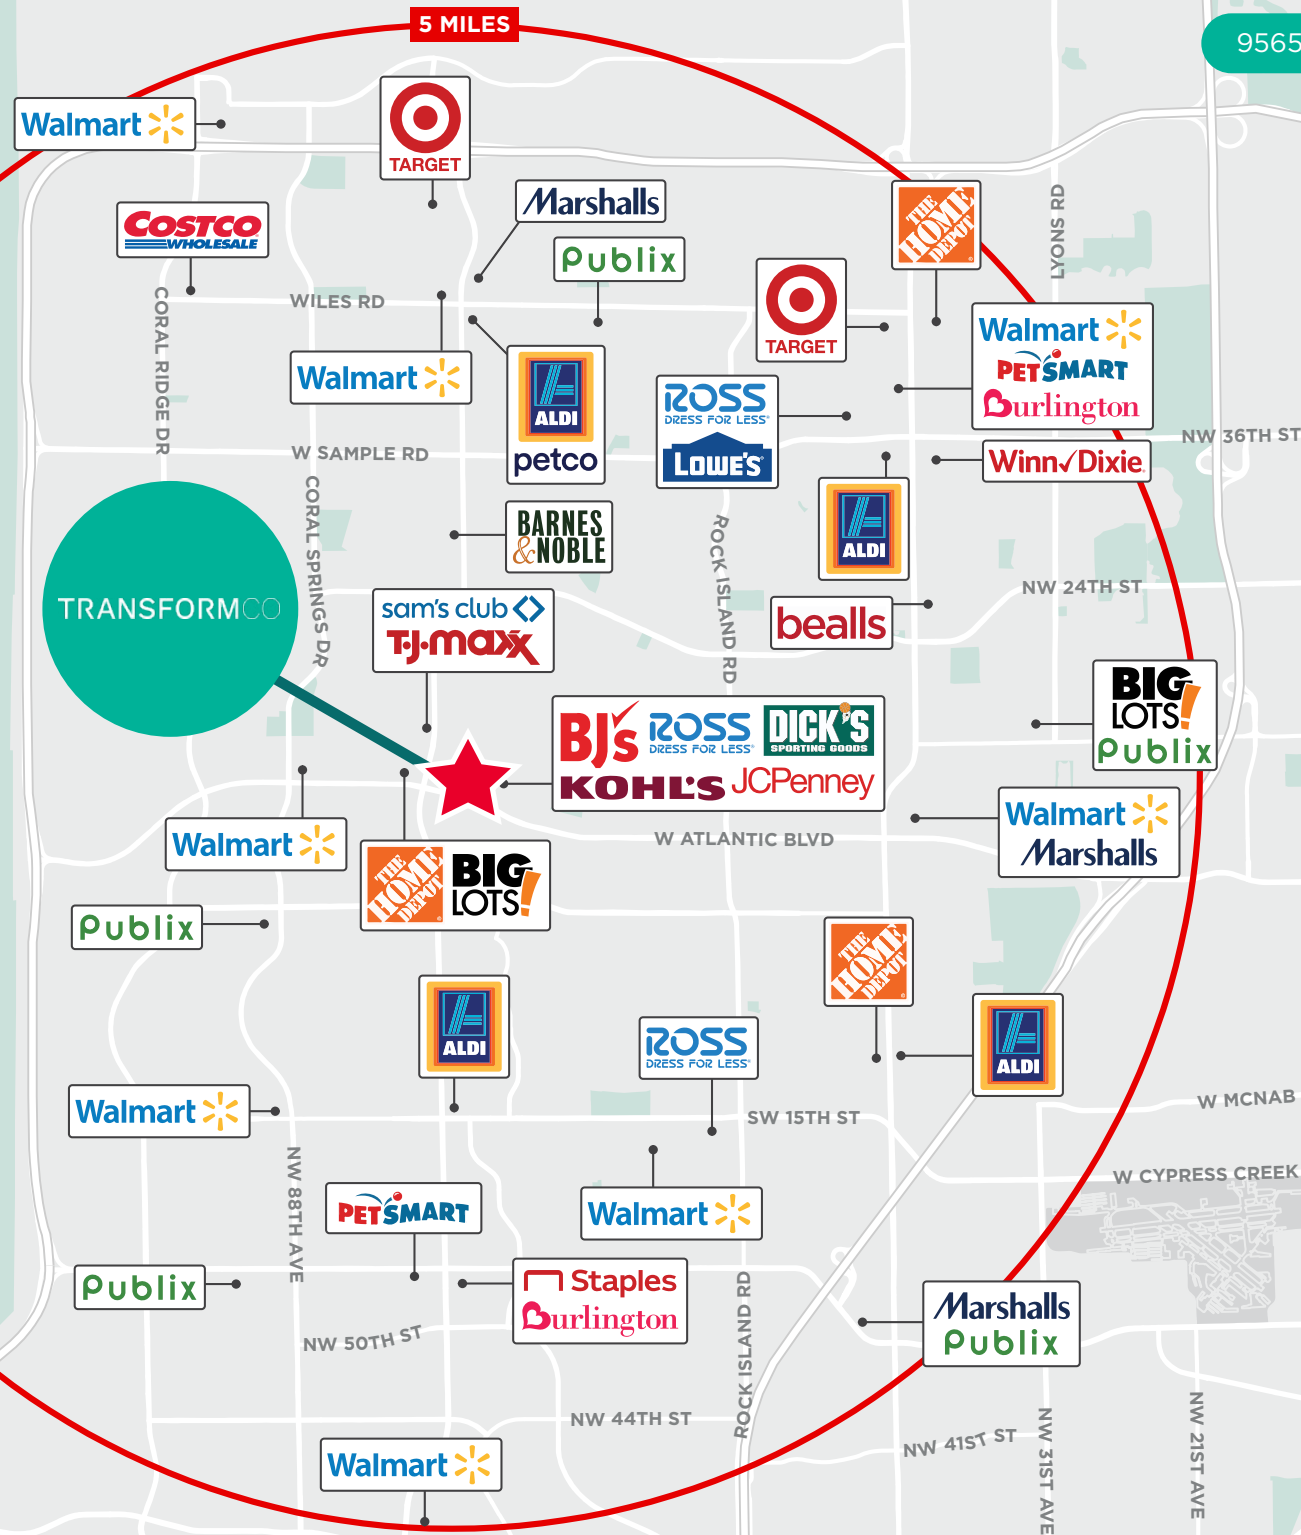 5 MILES
9565
Walmart
TARGET
Marshalls
THE HOME DEPOT
LYONS RD
COSTCO
WHOLESALE
Publix
TARGET
CORAL RIDGE DR
WILES RD
Walmart
PETSMART
Burlington
Walmart
ALDI
petco
ROSS
DRESS FOR LESS
LOWE'S
NW 36TH ST
W SAMPLE RD
Winn Dixie
CORAL SPRINGS DR
BARNES
&NOBLE
ROCK ISLAND RD
ALDI
NW 24TH ST
TRANSFORMCO
sam's club
T.J.maxx
bealls
BIG
LOTS!
Publix
BJ's
ROSS
DRESS FOR LESS
DICK'S
SPORTING GOODS
KOHL'S
JCPenney
Walmart
Marshalls
Walmart
W ATLANTIC BLVD
THE HOME DEPOT
BIG
LOTS!
Publix
THE HOME DEPOT
ALDI
ROSS
DRESS FOR LESS
ALDI
Walmart
SW 15TH ST
W MCNAB
NW 88TH AVE
W CYPRESS CREEK
PETSMART
Walmart
Publix
Staples
Burlington
ROCK ISLAND RD
Marshalls
Publix
NW 50TH ST
NW 44TH ST
NW 41ST ST
NW 31ST AVE
NW 21ST AVE
Walmart